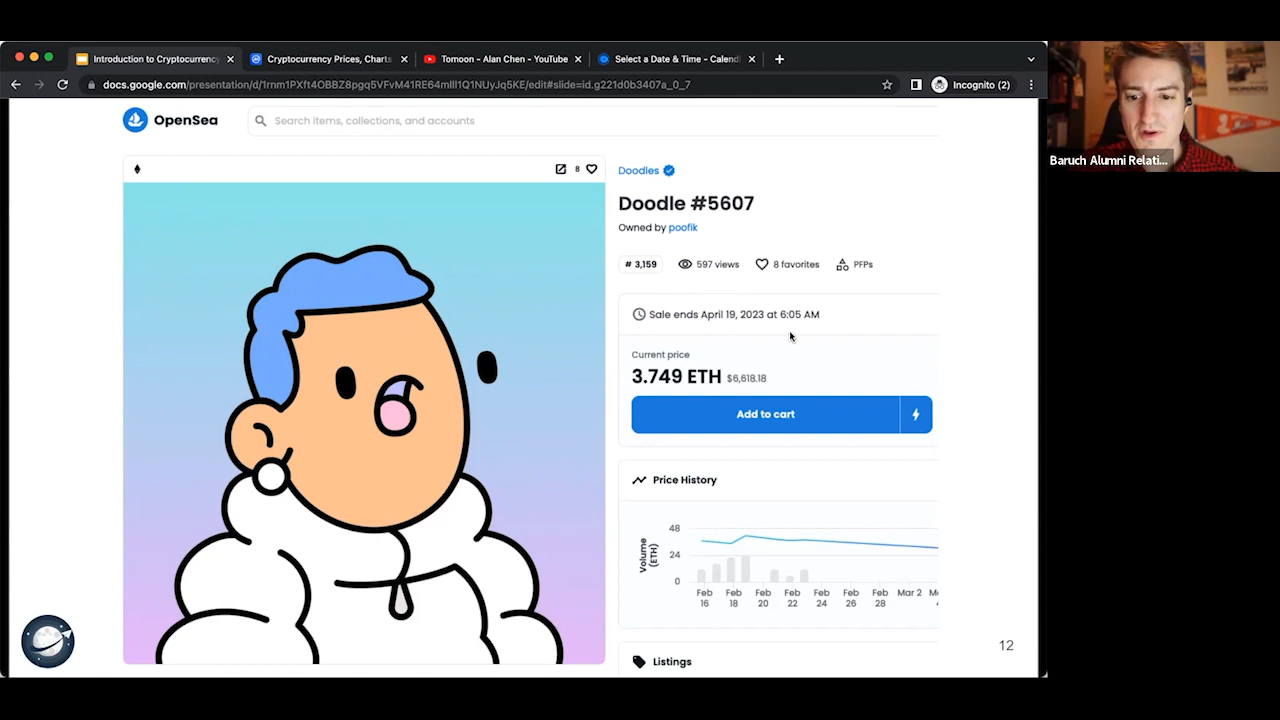 Introduction to Cryptocurrency
Cryptocurrency Prices, Charts
Tomoon - Alan Chen - YouTube
Select a Date & Time - Calendl
docs.google.com/presentation/d/1rnm1PXft4OBBZ8pgq5VFvM41RE64mlll1Q1NUyJq5KE/edit#slide=id.g221d0b3407a_0_7
Incognito (2)
OpenSea
Search items, collections, and accounts
8
Doodles
Doodle #5607
Owned by poofik
# 3,159
597 views
8 favorites
PFPs
Sale ends April 19, 2023 at 6:05 AM
Current price
3.749 ETH $6,618.18
Add to cart
Price History
Volume (ETH)
48
24
0
Feb 16
Feb 18
Feb 20
Feb 22
Feb 24
Feb 26
Feb 28
Mar 2
Listings
12
Baruch Alumni Relati...